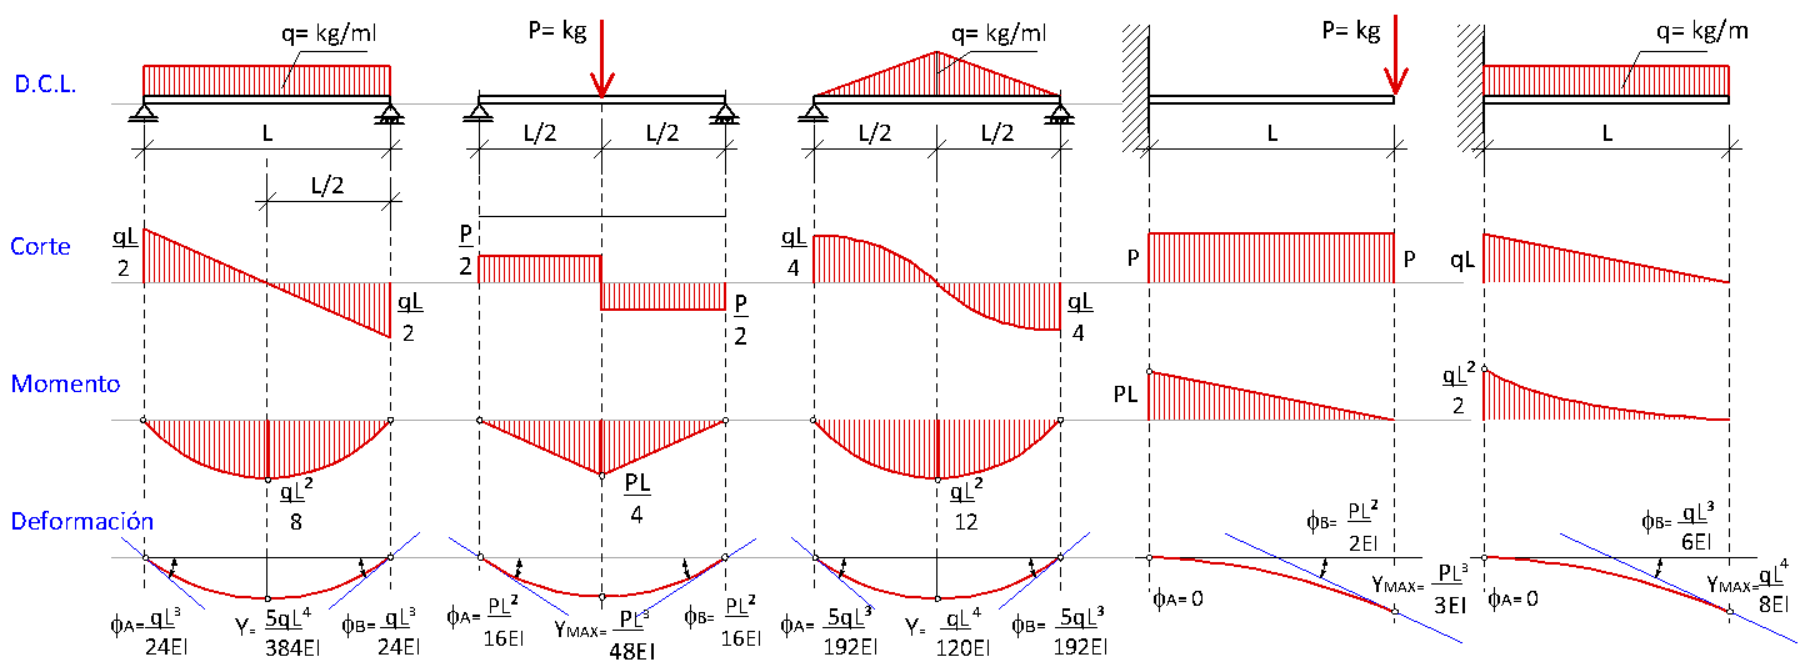 D.C.L.
q= kg/ml
P= kg
q= kg/ml
P= kg
q= kg/m
L
L/2
L/2
L/2
L/2
L
L
L/2
Corte
qL
2
qL
2
P
2
P
2
qL
4
qL
4
P
P
qL
Momento
qL²
8
PL
4
qL²
12
PL
qL²
2
Deformación
ϕA= qL³
24EI
Y= 5qL⁴
384EI
ϕB= qL³
24EI
ϕA= PL²
16EI
YMAX= PL³
48EI
ϕB= PL²
16EI
ϕA= 5qL³
192EI
Y= qL⁴
120EI
ϕB= 5qL³
192EI
ϕB= PL²
2EI
ϕA= 0
YMAX= PL³
3EI
ϕB= qL³
6EI
ϕA= 0
YMAX= qL⁴
8EI